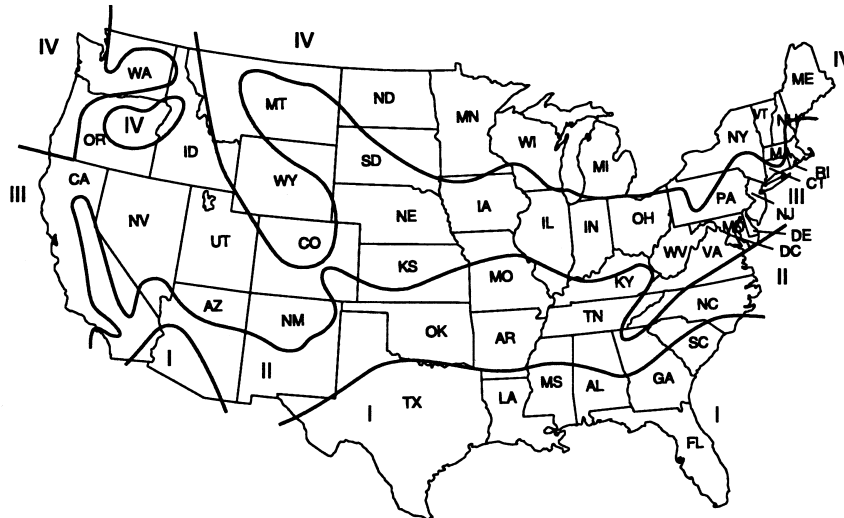 IV
IV
IV
WA
MT
ND
MN
ME
VT
NH
OR
IV
ID
SD
WI
MI
NY
MA
RI
CT
III
CA
WY
III
NV
UT
CO
NE
IA
IL
IN
OH
PA
NJ
MD
DE
DC
KS
MO
WV
VA
KY
II
AZ
NM
OK
AR
TN
NC
SC
I
II
I
TX
LA
MS
AL
GA
I
FL